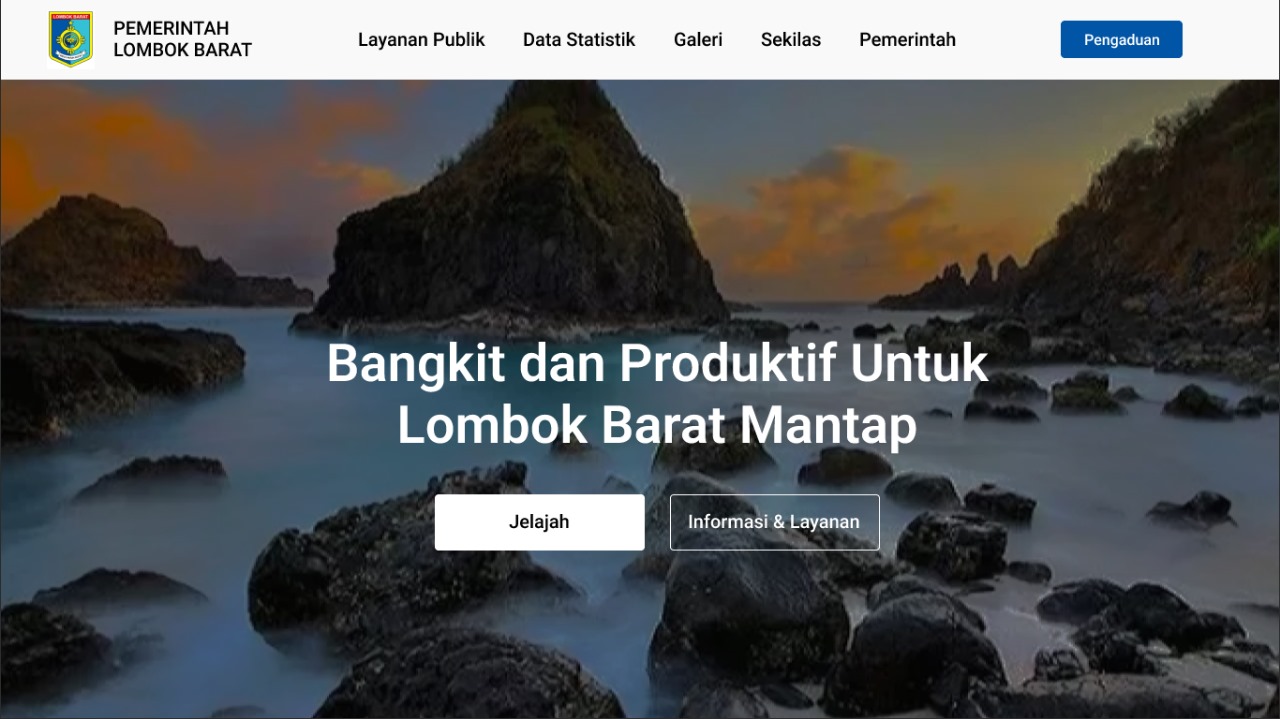 LOMBOK BARAT
PEMERINTAH
LOMBOK BARAT
Layanan Publik
Data Statistik
Galeri
Sekilas
Pemerintah
Pengaduan
Bangkit dan Produktif Untuk
Lombok Barat Mantap
Jelajah
Informasi & Layanan